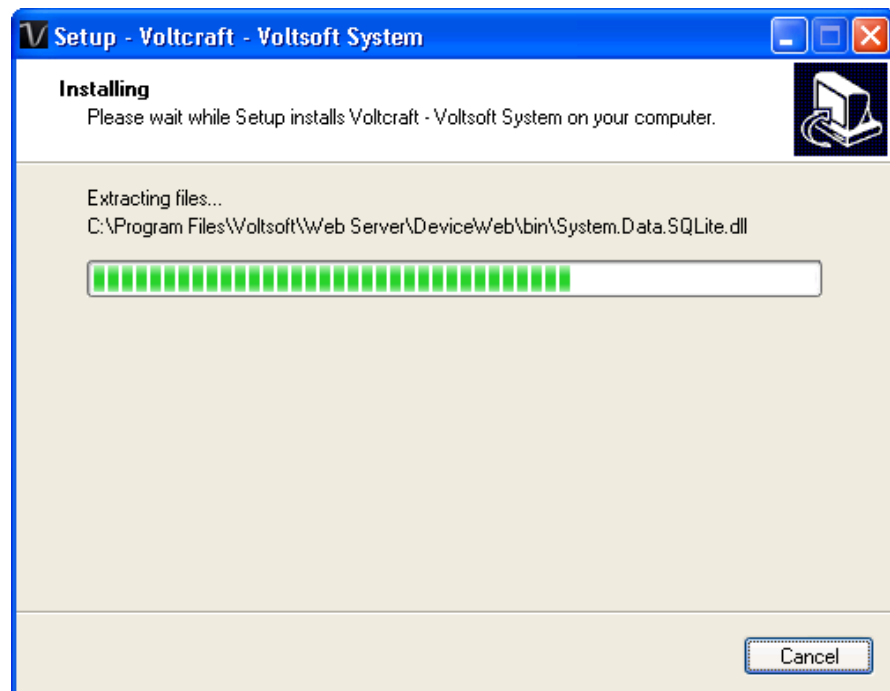 Setup - Voltcraft - Voltsoft System
Installing
Please wait while Setup installs Voltcraft - Voltsoft System on your computer.
Extracting files...
C:\Program Files\Voltsoft\Web Server\DeviceWeb\bin\System.Data.SQLite.dll
Cancel